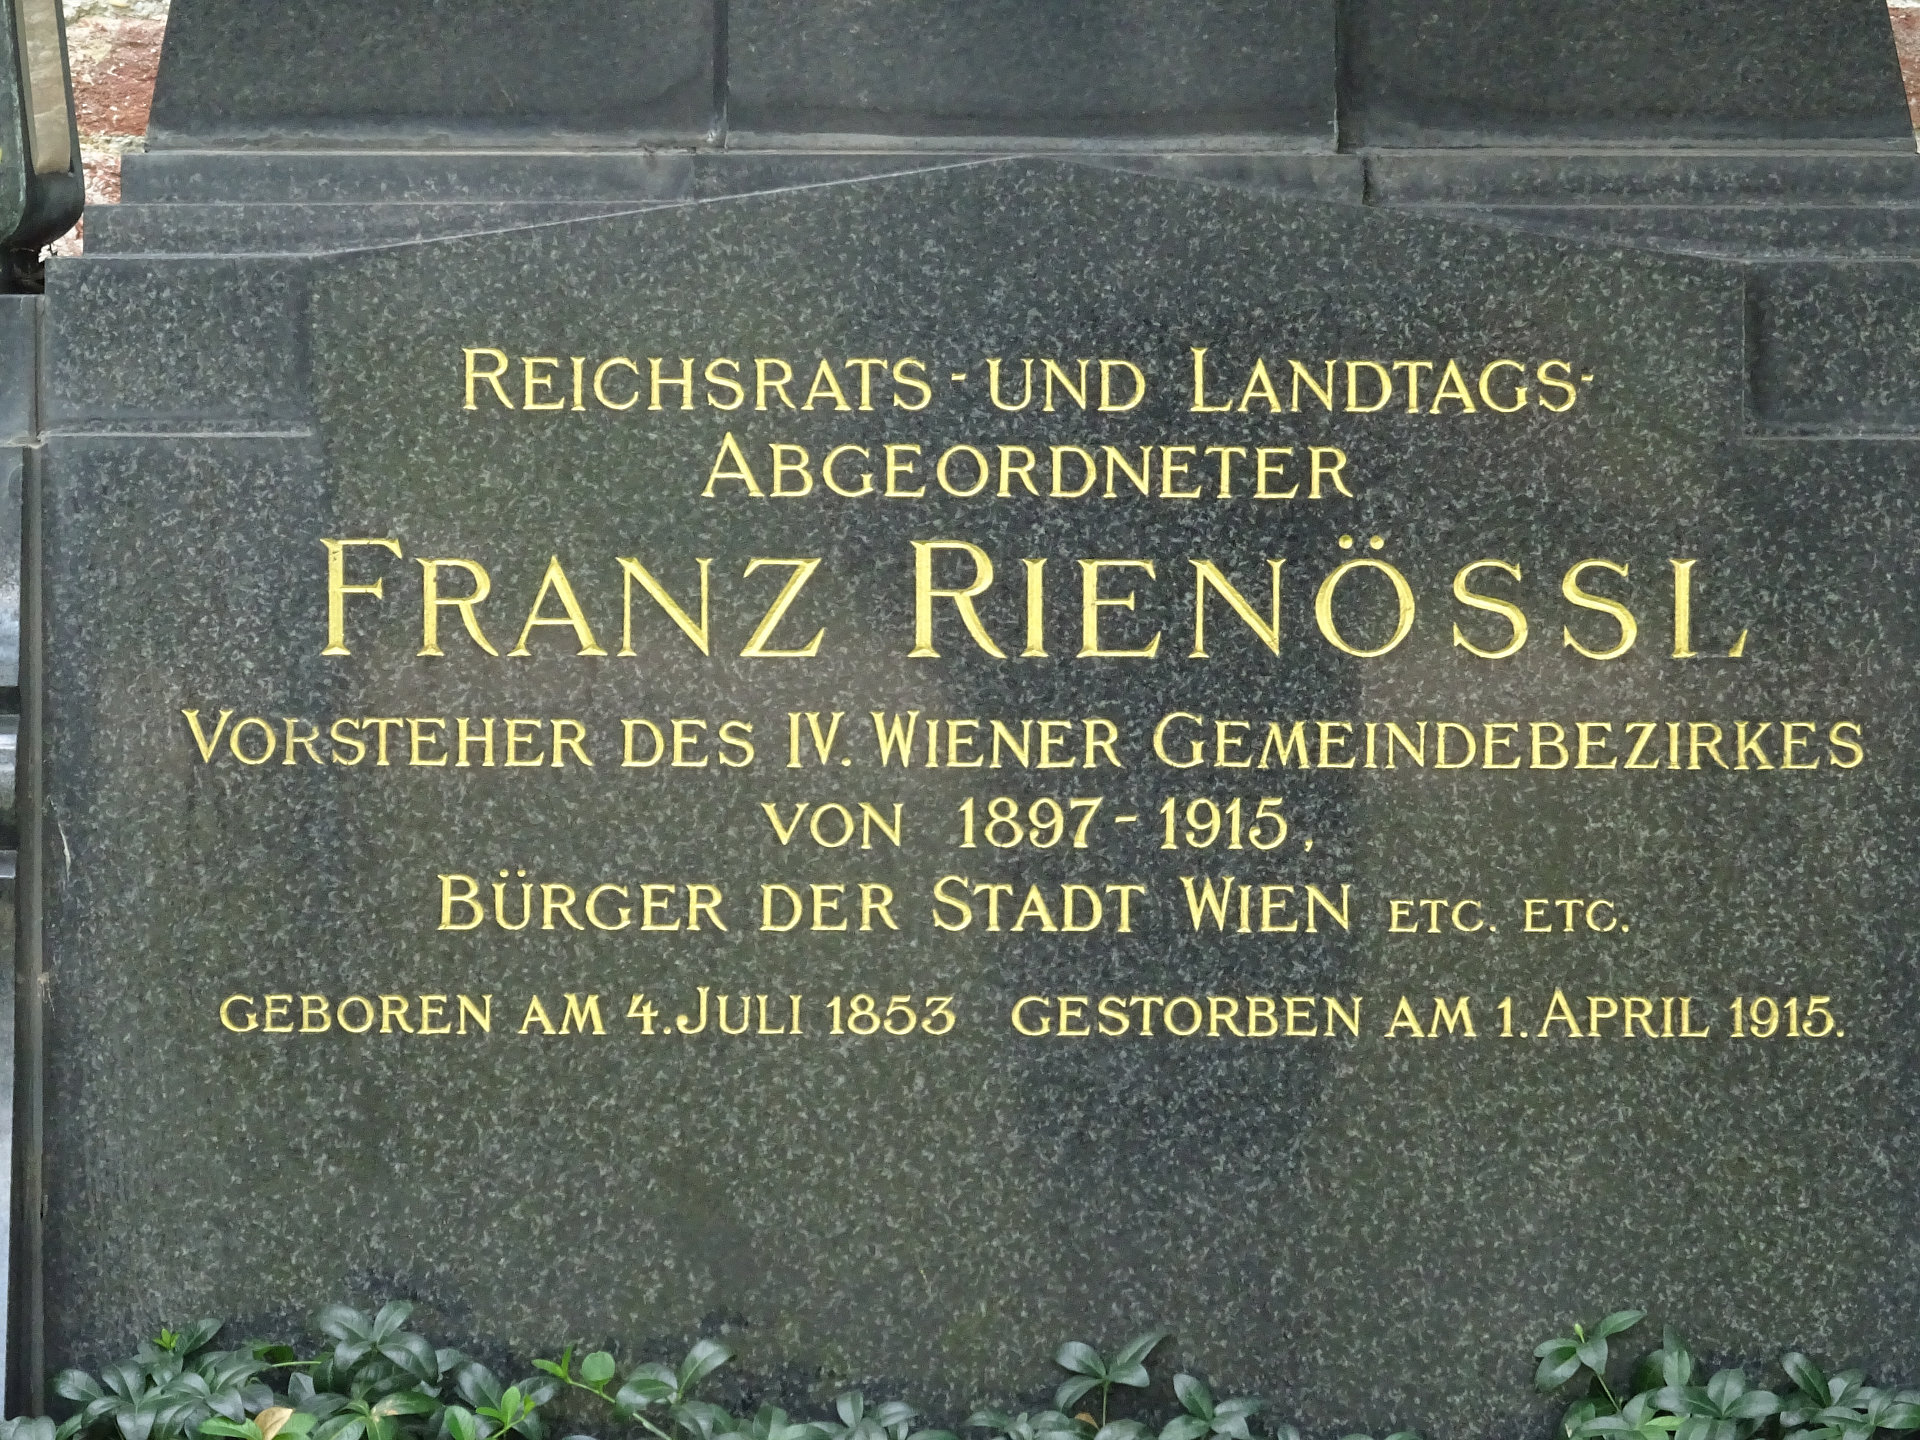 REICHSRATS - UND LANDTAGS-
ABGEORDNETER
FRANZ RIENÖSSL
VORSTEHER DES IV. WIENER GEMEINDEBEZIRKES
VON 1897 - 1915,
BÜRGER DER STADT WIEN ETC. ETC.
GEBOREN AM 4. JULI 1853 GESTORBEN AM 1. APRIL 1915.